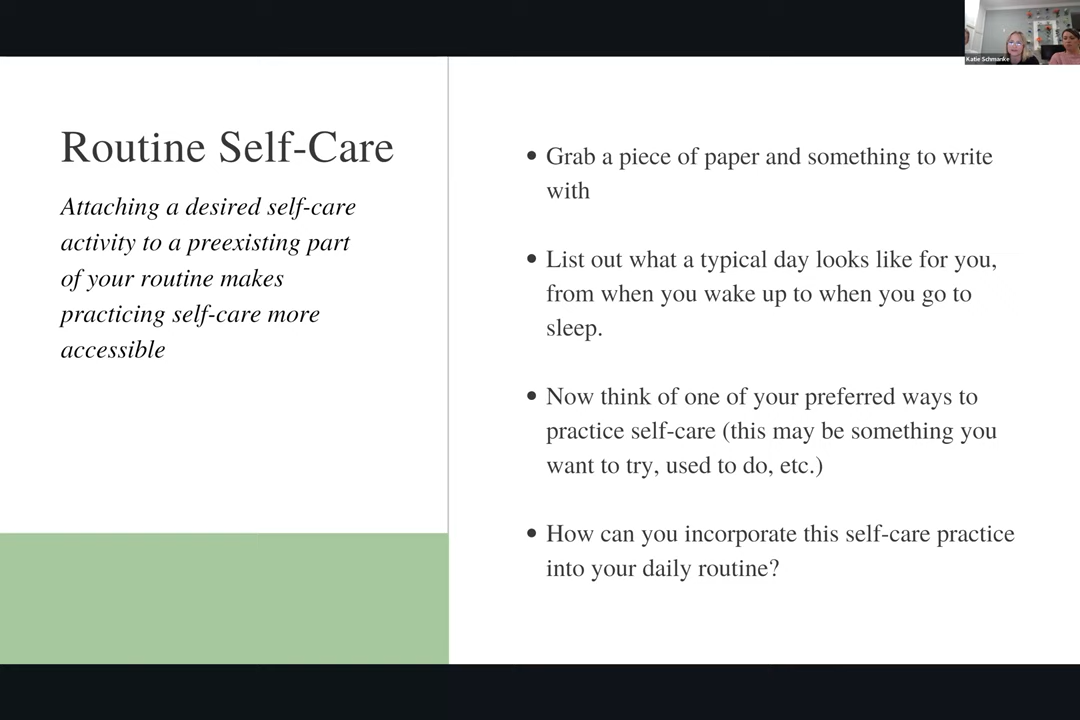 Katie Schmanke
Routine Self-Care
Attaching a desired self-care
activity to a preexisting part
of your routine makes
practicing self-care more
accessible
• Grab a piece of paper and something to write
with
• List out what a typical day looks like for you,
from when you wake up to when you go to
sleep.
• Now think of one of your preferred ways to
practice self-care (this may be something you
want to try, used to do, etc.)
• How can you incorporate this self-care practice
into your daily routine?